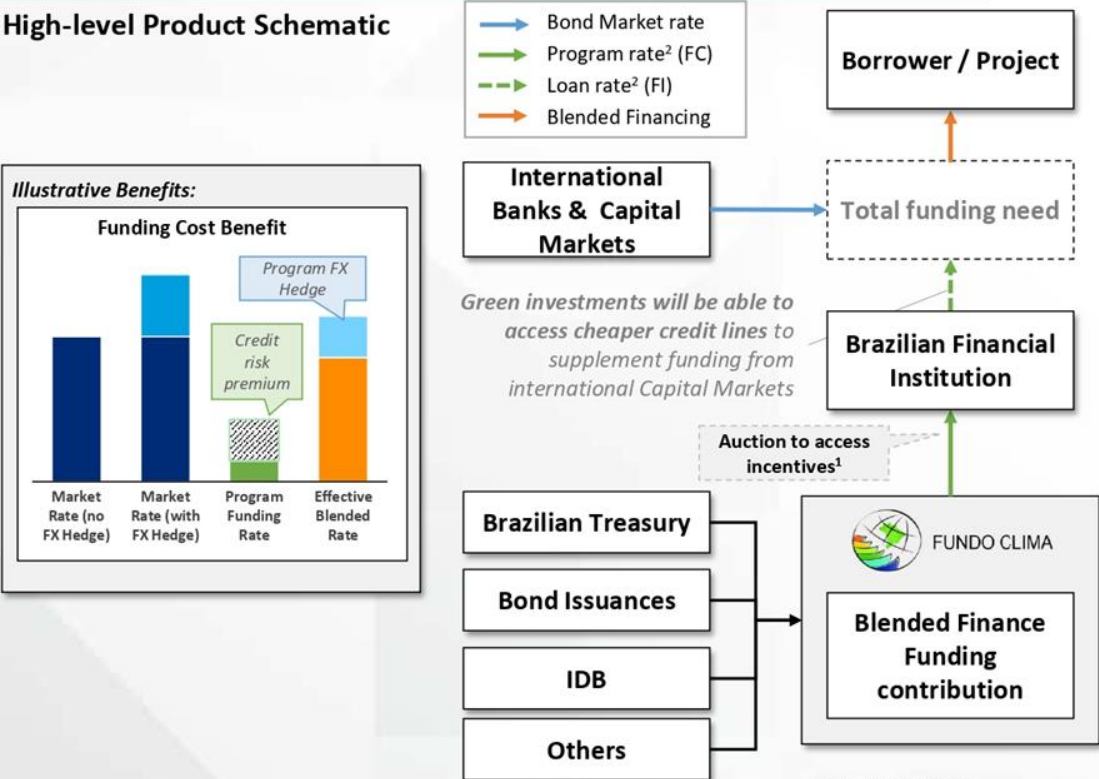 High-level Product Schematic
Bond Market rate
Program rate² (FC)
Loan rate² (FI)
Blended Financing
Borrower / Project
Illustrative Benefits:
Funding Cost Benefit
Program FX
Hedge
Credit
risk
premium
Market
Rate (no
FX Hedge)
Market
Rate (with
FX Hedge)
Program
Funding
Rate
Effective
Blended
Rate
International
Banks & Capital
Markets
Total funding need
Green investments will be able to
access cheaper credit lines to
supplement funding from
international Capital Markets
Brazilian Financial
Institution
Auction to access
incentives¹
Brazilian Treasury
Bond Issuances
IDB
Others
FUNDO CLIMA
Blended Finance
Funding
contribution